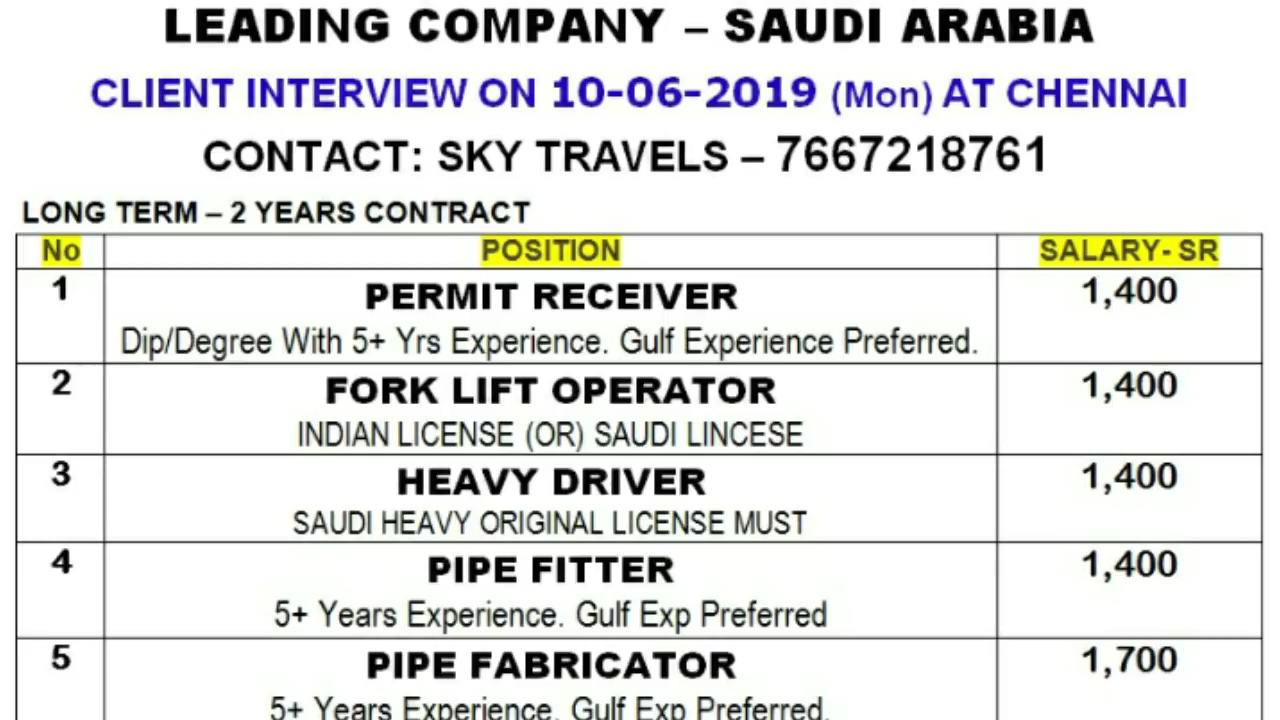 LEADING COMPANY – SAUDI ARABIA
CLIENT INTERVIEW ON 10-06-2019 (Mon) AT CHENNAI
CONTACT: SKY TRAVELS – 7667218761
LONG TERM – 2 YEARS CONTRACT
No POSITION SALARY- SR
1 PERMIT RECEIVER 1,400
Dip/Degree With 5+ Yrs Experience. Gulf Experience Preferred.
2 FORK LIFT OPERATOR 1,400
INDIAN LICENSE (OR) SAUDI LINCESE
3 HEAVY DRIVER 1,400
SAUDI HEAVY ORIGINAL LICENSE MUST
4 PIPE FITTER 1,400
5+ Years Experience. Gulf Exp Preferred
5 PIPE FABRICATOR 1,700
5+ Years Experience. Gulf Exp Preferred.